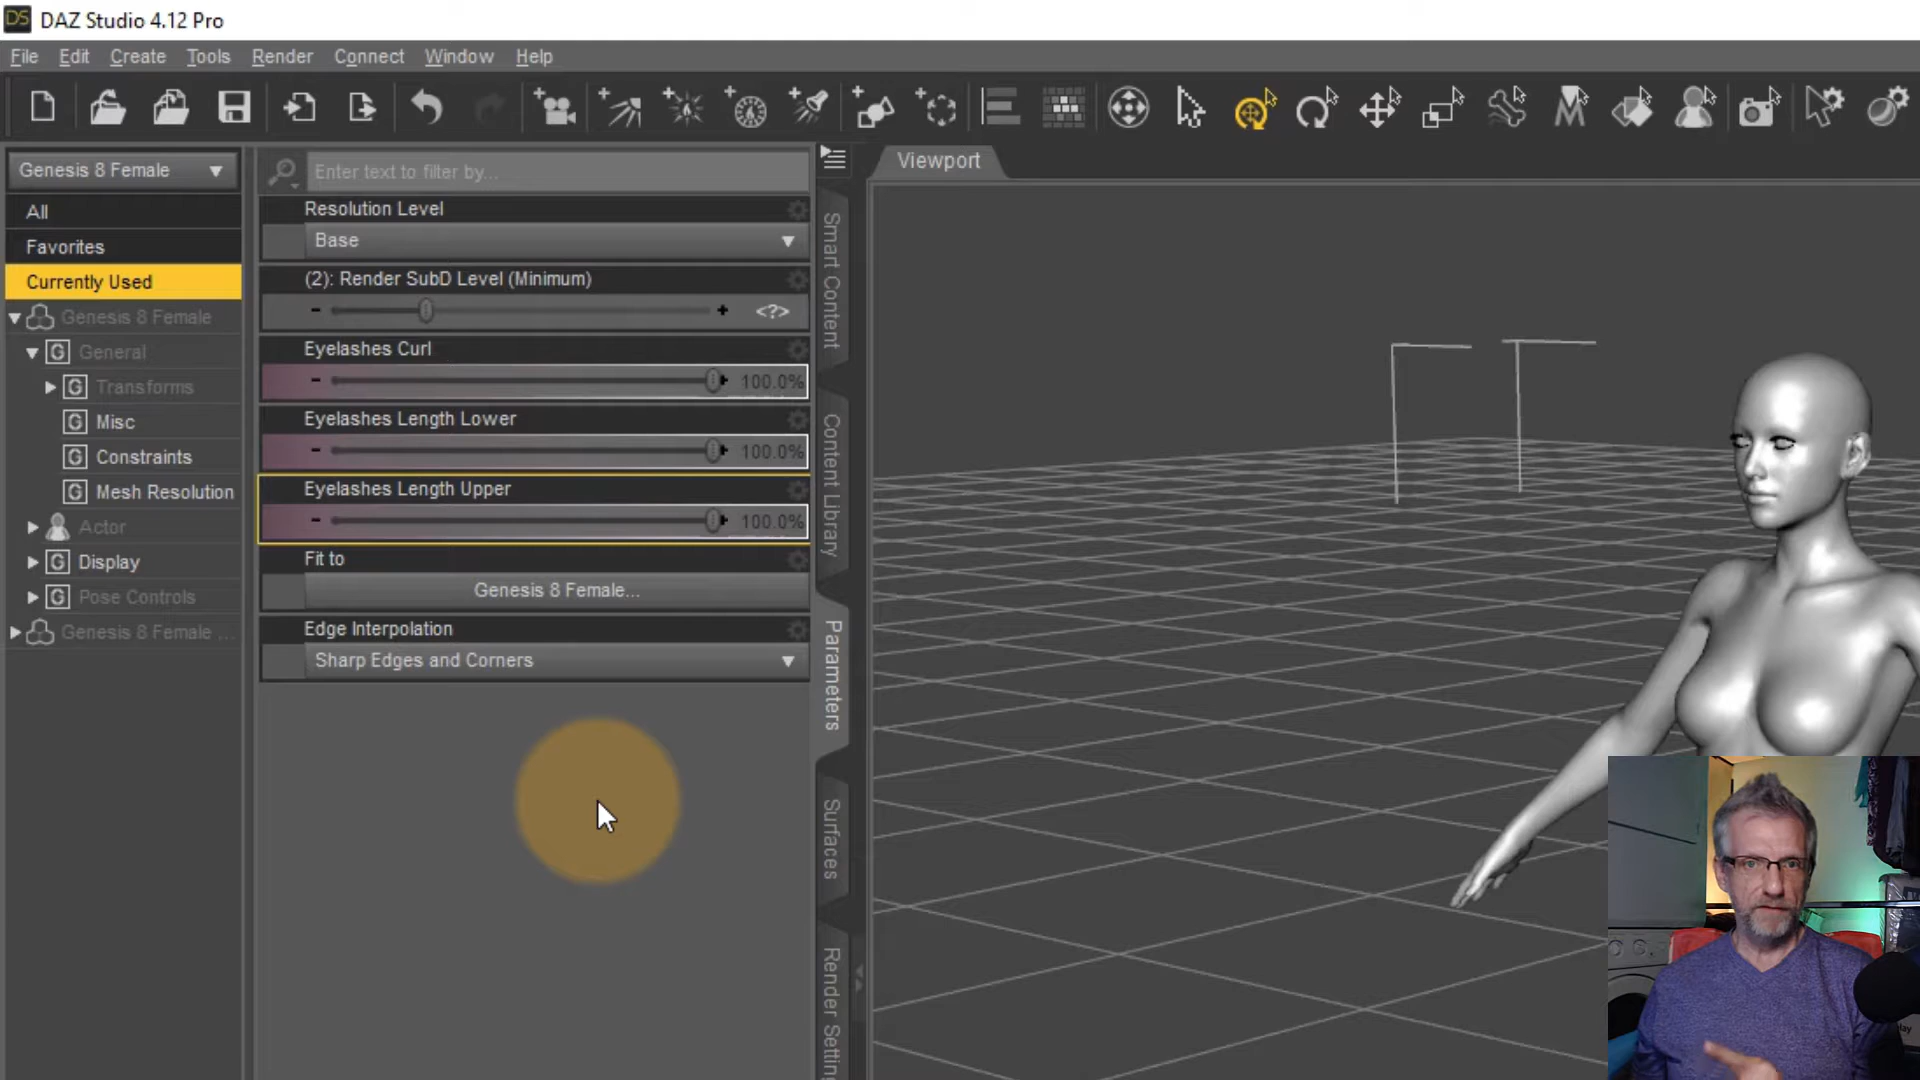 DS DAZ Studio 4.12 Pro
File Edit Create Tools Render Connect Window Help
Genesis 8 Female
All
Favorites
Currently Used
Genesis 8 Female
General
Transforms
Misc
Constraints
Mesh Resolution
Actor
Display
Pose Controls
Genesis 8 Female ...
Enter text to filter by...
Resolution Level
Base
(2): Render SubD Level (Minimum)
- + <?>
Eyelashes Curl
- + 100.0%
Eyelashes Length Lower
- + 100.0%
Eyelashes Length Upper
- + 100.0%
Fit to
Genesis 8 Female...
Edge Interpolation
Sharp Edges and Corners
Smart Content
Content Library
Parameters
Surfaces
Render Setting
Viewport